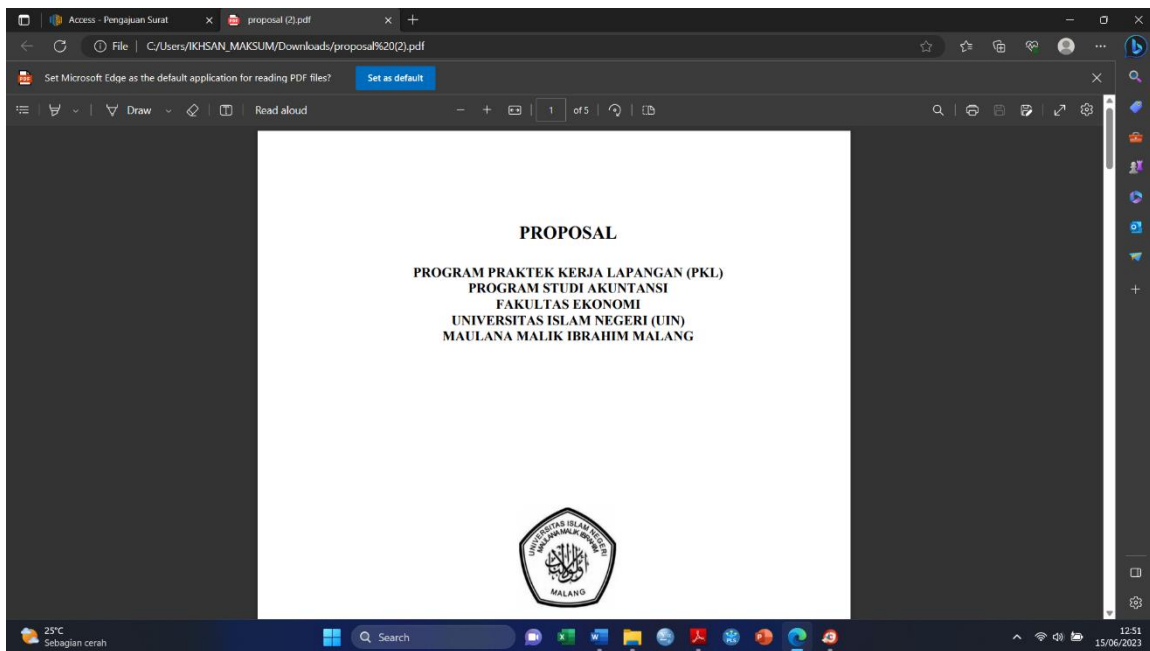 Access - Pengajuan Surat
proposal (2).pdf
File | C:/Users/IKHSAN_MAKSUM/Downloads/proposal%20(2).pdf
Set Microsoft Edge as the default application for reading PDF files?
Set as default
Draw
Read aloud
1 of 5
PROPOSAL
PROGRAM PRAKTEK KERJA LAPANGAN (PKL)
PROGRAM STUDI AKUNTANSI
FAKULTAS EKONOMI
UNIVERSITAS ISLAM NEGERI (UIN)
MAULANA MALIK IBRAHIM MALANG
UNIVERSITAS ISLAM NEGERI
MAULANA MALIK IBRAHIM
MALANG
25°C
Sebagian cerah
Search
12:51
15/06/2023